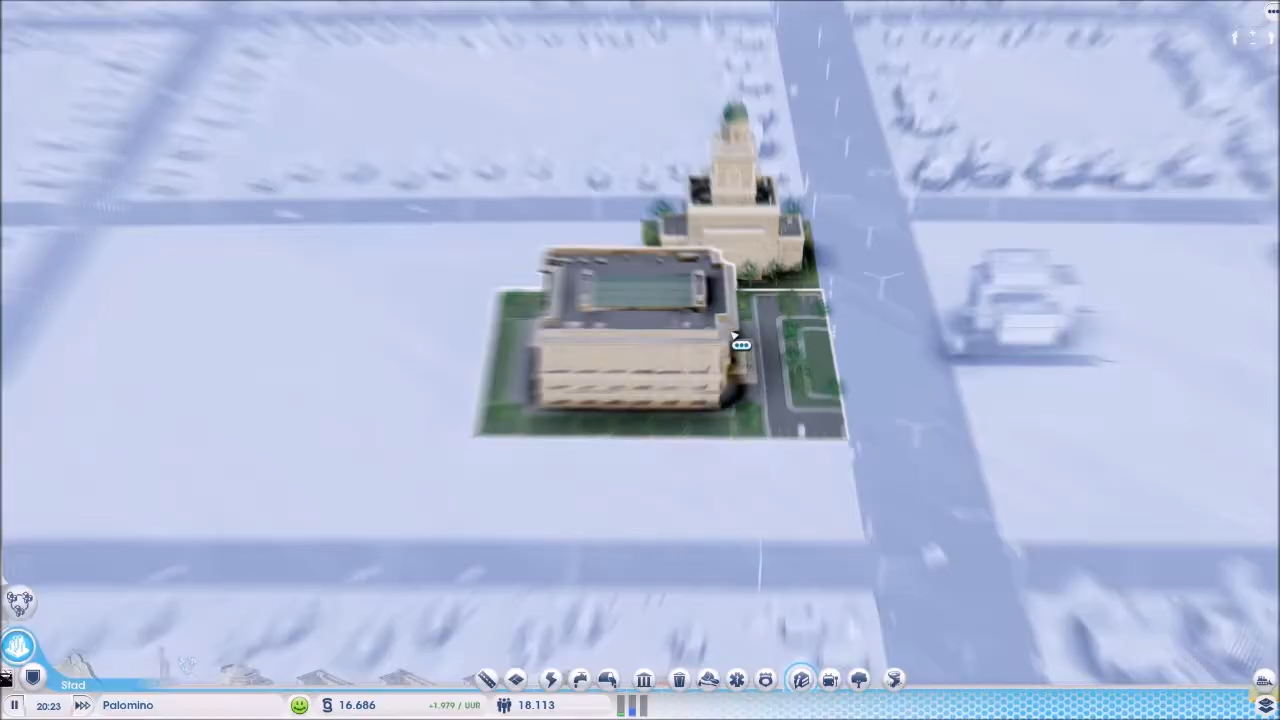 Stad
20:23
Palomino
16.686
+1.979 / UUR
18.113